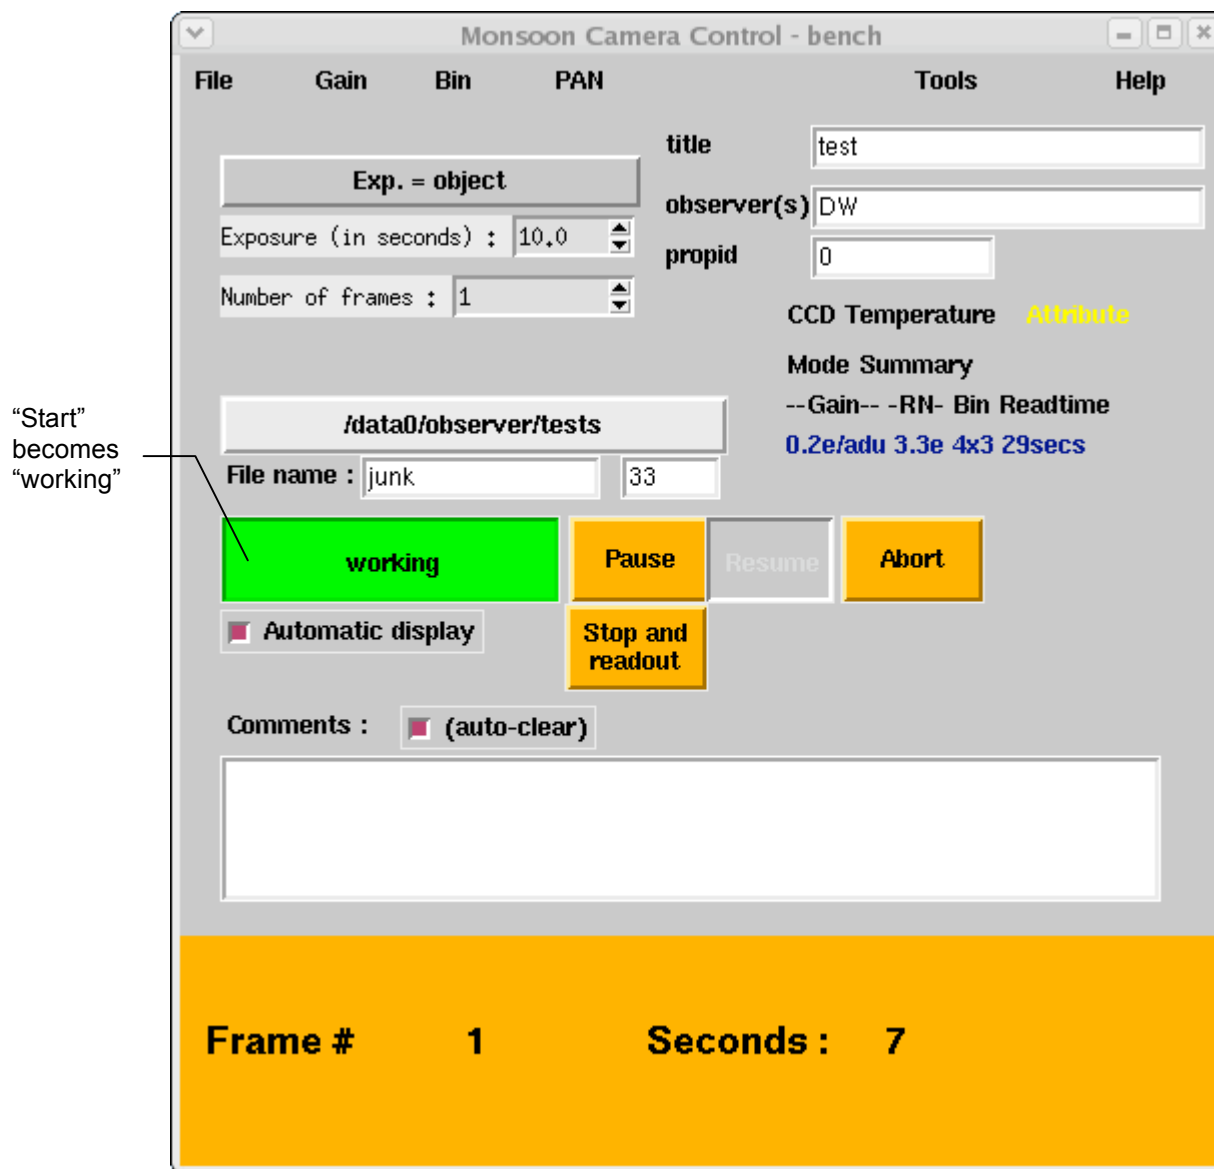 Monsoon Camera Control - bench
File Gain Bin PAN Tools Help
title test
Exp. = object
observer(s) DW
Exposure (in seconds) : 10.0
propid 0
Number of frames : 1
CCD Temperature Attribute
Mode Summary
--Gain-- -RN- Bin Readtime
0.2e/adu 3.3e 4x3 29secs
/data0/observer/tests
File name : junk 33
“Start”
becomes
“working”
working Pause Resume Abort
Automatic display
Stop and
readout
Comments : (auto-clear)
Frame # 1 Seconds : 7